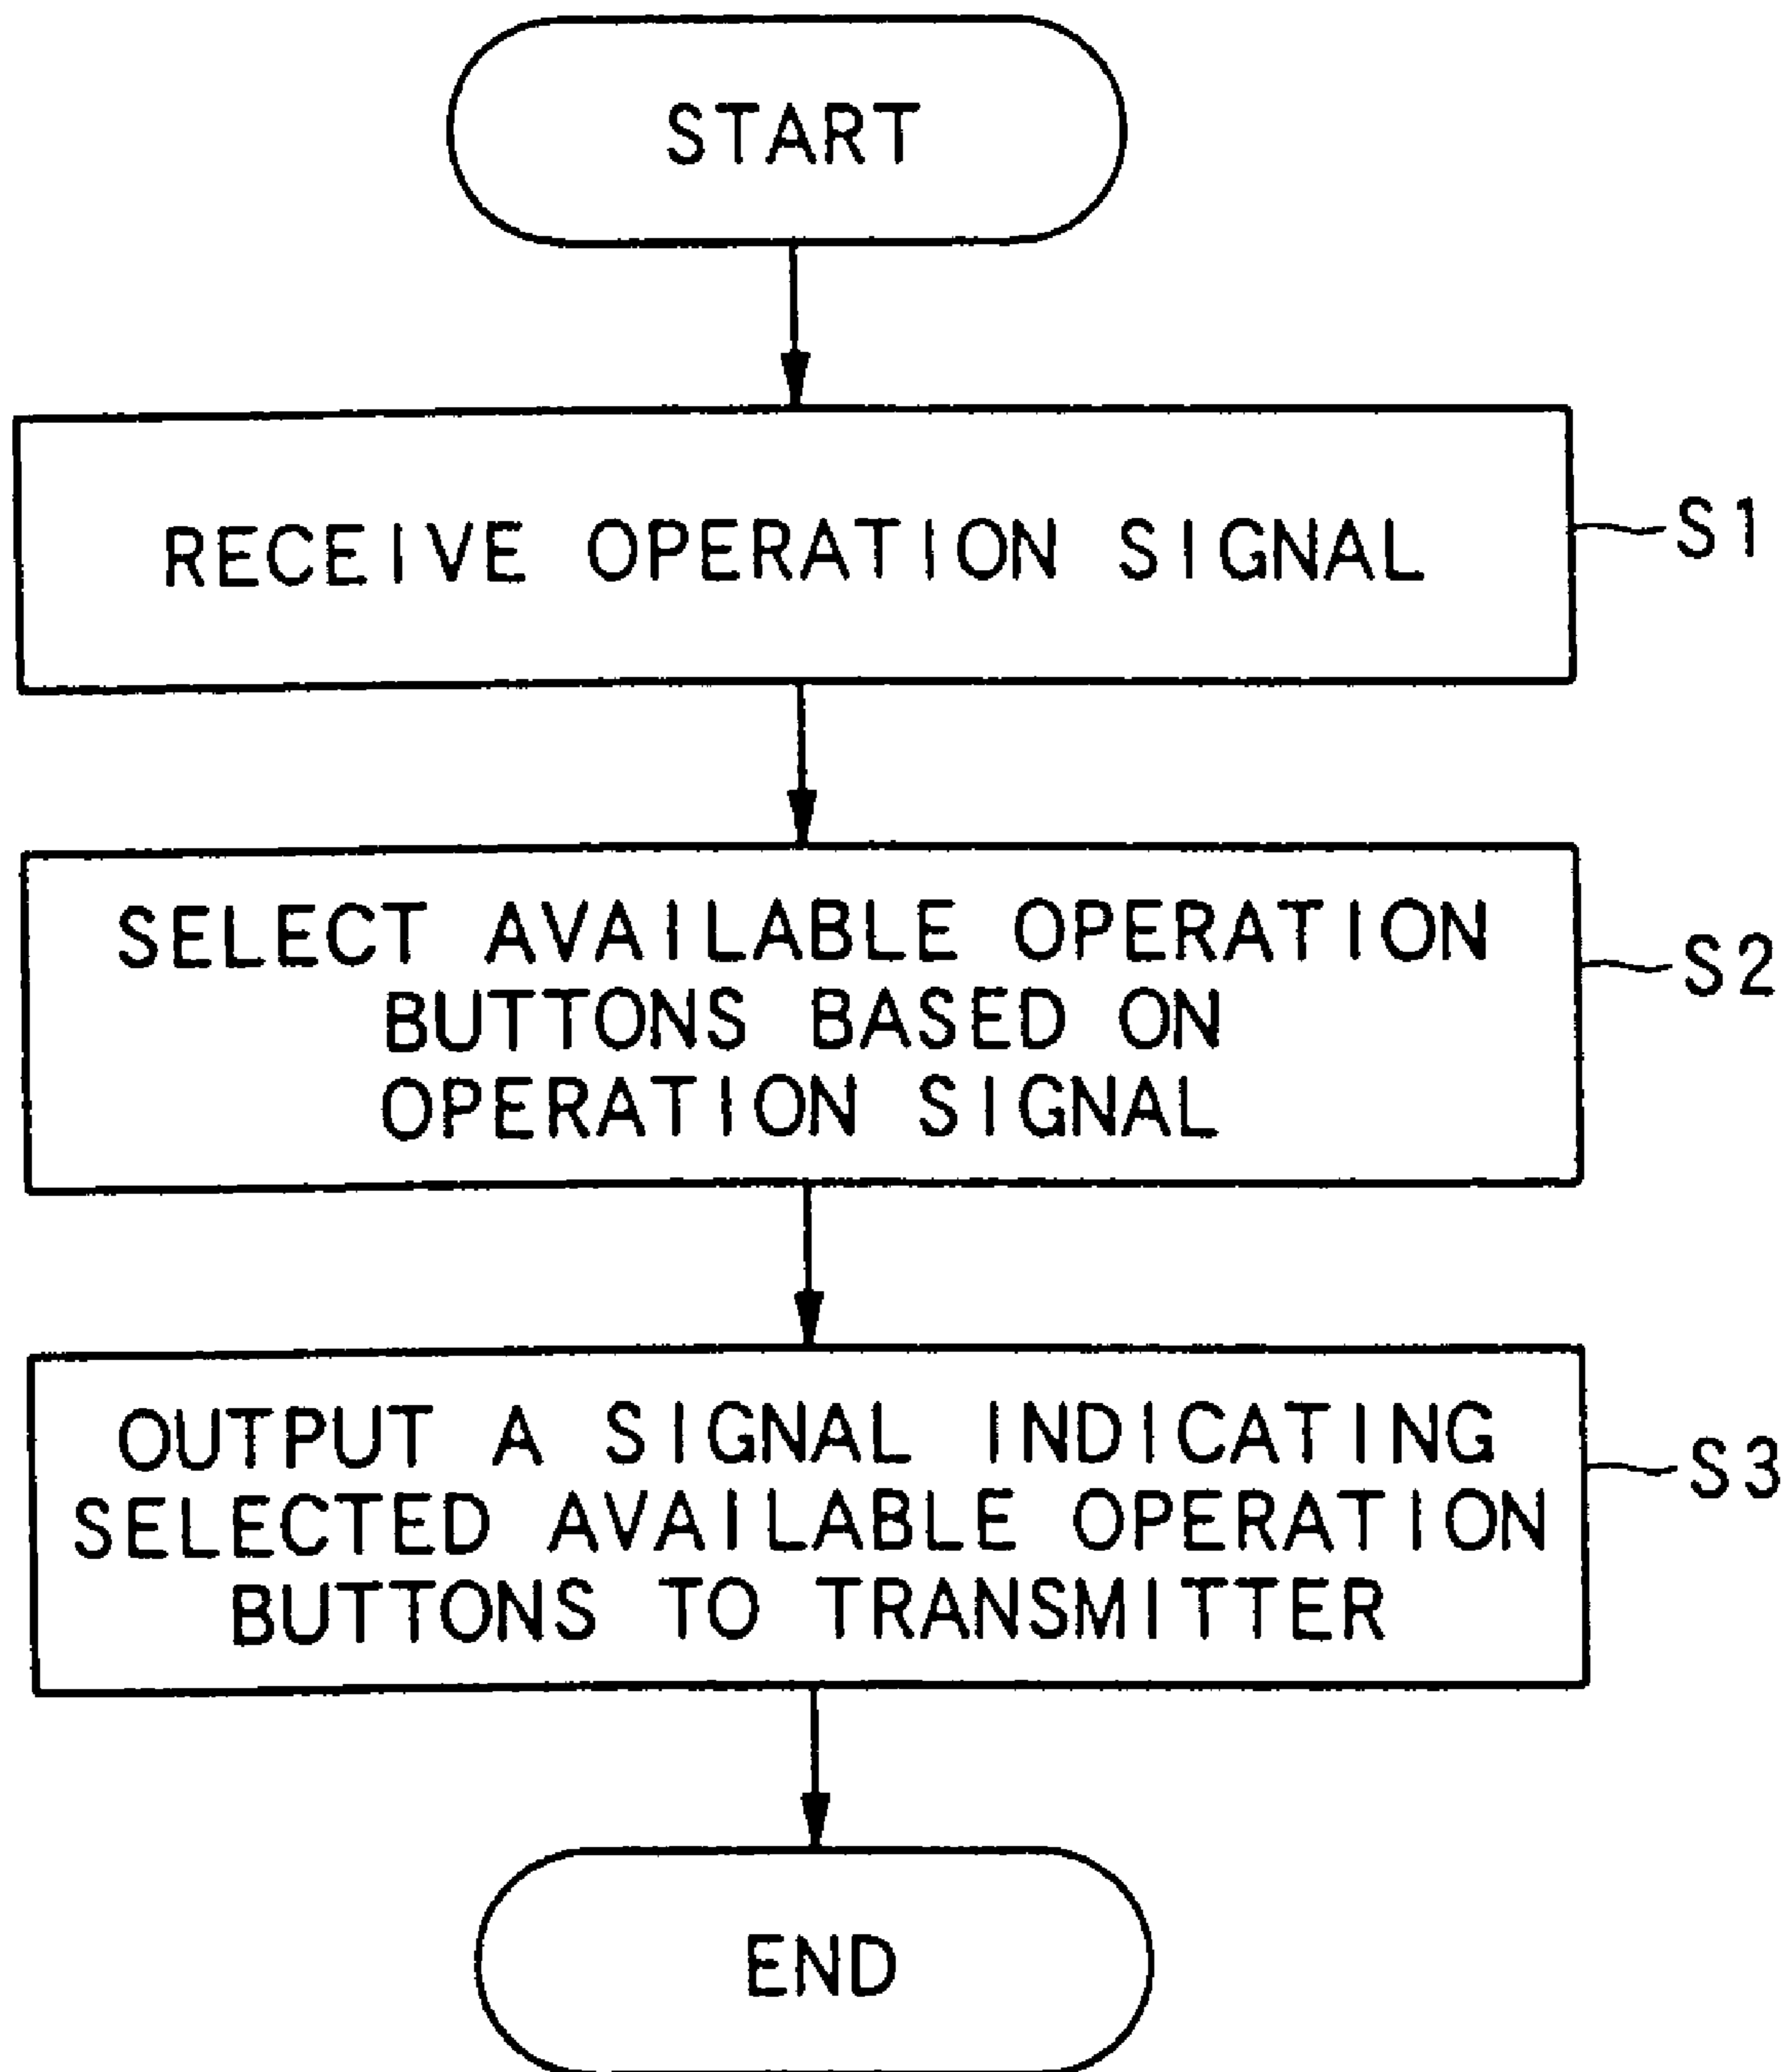 START
RECEIVE OPERATION SIGNAL
S1
SELECT AVAILABLE OPERATION
BUTTONS BASED ON
OPERATION SIGNAL
S2
OUTPUT A SIGNAL INDICATING
SELECTED AVAILABLE OPERATION
BUTTONS TO TRANSMITTER
S3
END